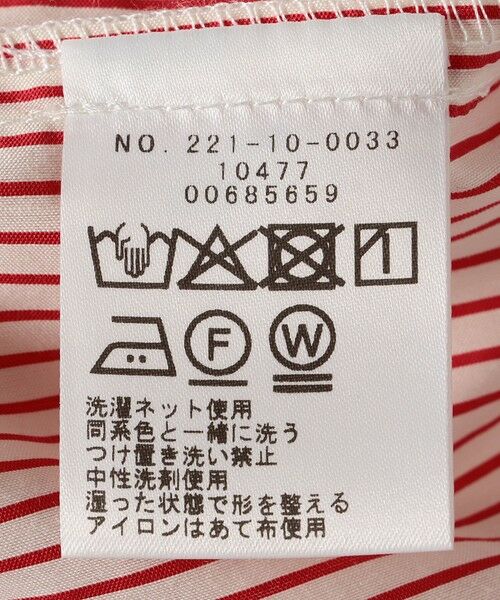 NO. 221-10-0033
10477
00685659
F W
洗濯ネット使用
同系色と一緒に洗う
つけ置き洗い禁止
中性洗剤使用
湿った状態で形を整える
アイロンはあて布使用